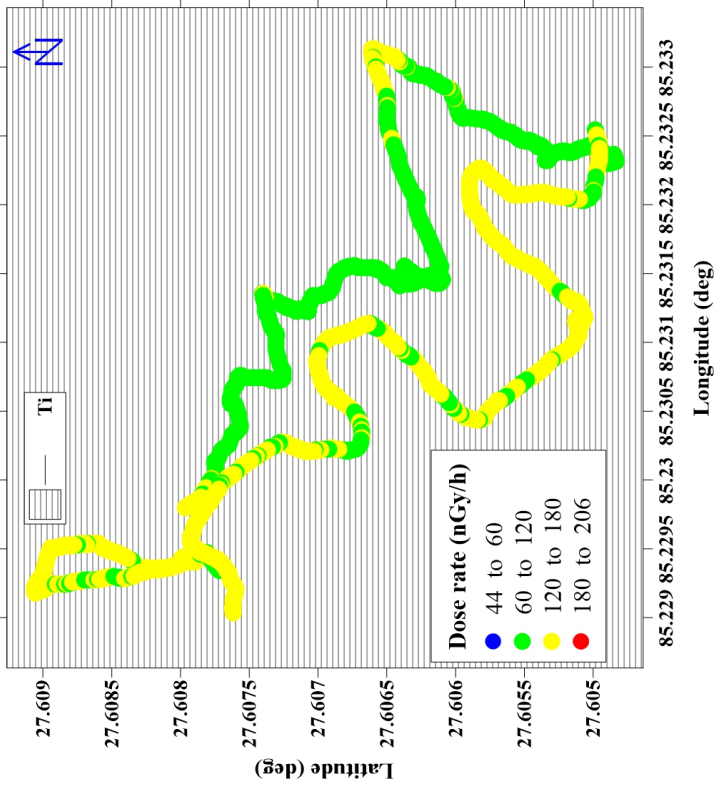 N
Ti
27.609
27.6085
27.608
27.6075
27.607
27.6065
27.606
27.6055
27.605
Latitude (deg)
Dose rate (nGy/h)
44 to 60
60 to 120
120 to 180
180 to 206
85.229 85.2295 85.23 85.2305 85.231 85.2315 85.232 85.2325 85.233
Longitude (deg)